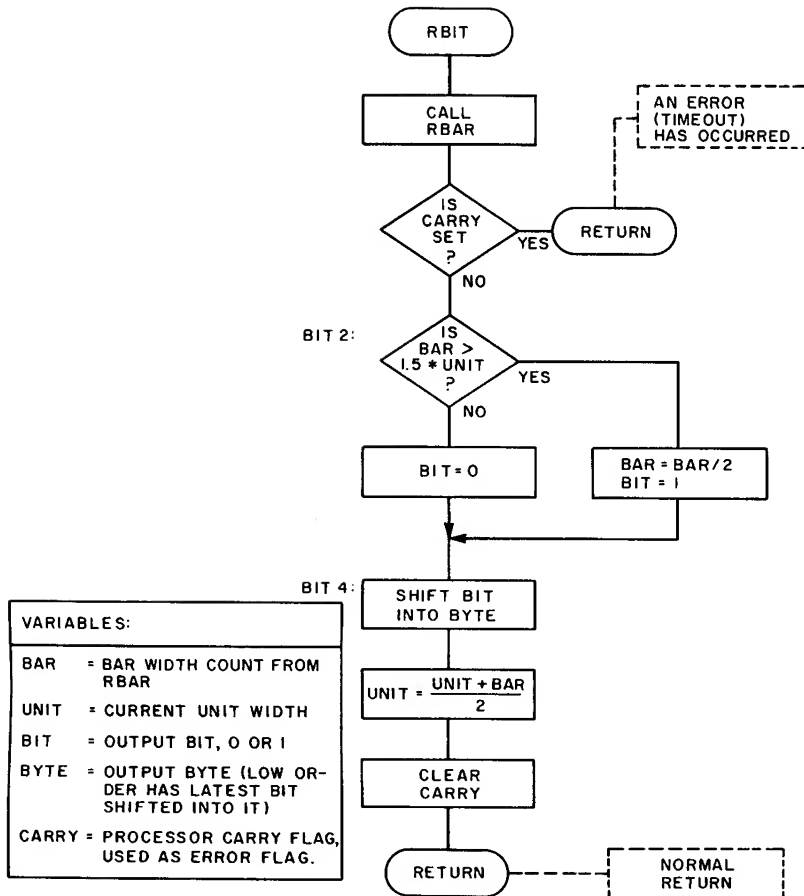 RBIT
CALL
RBAR
AN ERROR
(TIMEOUT)
HAS OCCURRED
IS
CARRY
SET
?
YES
RETURN
NO
BIT 2:
IS
BAR >
1.5 * UNIT
?
YES
NO
BIT = 0
BAR = BAR/2
BIT = 1
BIT 4:
SHIFT BIT
INTO BYTE
UNIT = UNIT + BAR
2
CLEAR
CARRY
RETURN
NORMAL
RETURN
VARIABLES:
BAR = BAR WIDTH COUNT FROM
RBAR
UNIT = CURRENT UNIT WIDTH
BIT = OUTPUT BIT, 0 OR 1
BYTE = OUTPUT BYTE (LOW OR-
DER HAS LATEST BIT
SHIFTED INTO IT)
CARRY = PROCESSOR CARRY FLAG,
USED AS ERROR FLAG.